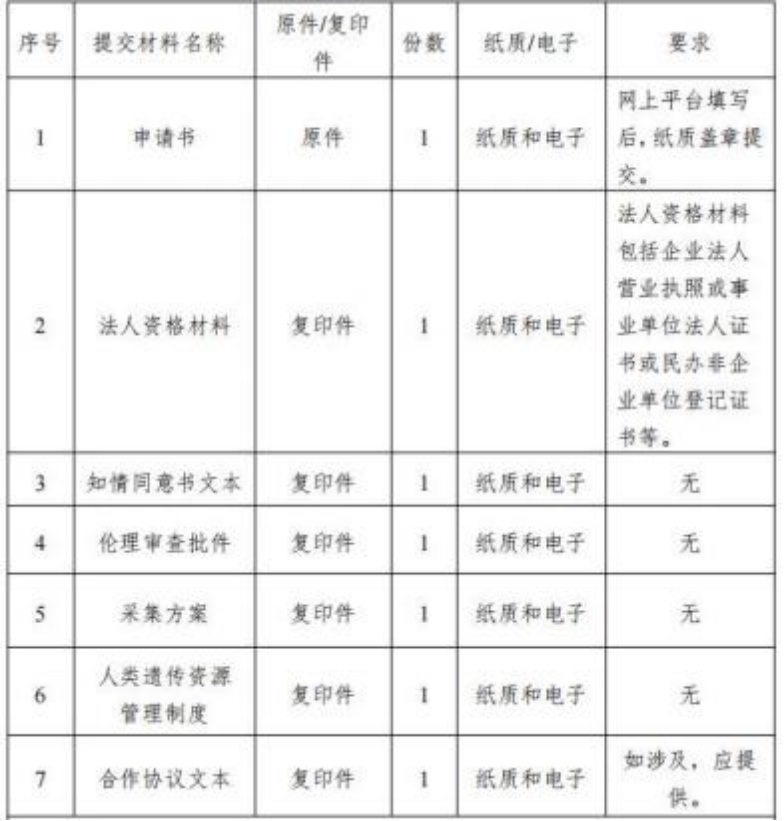 序号 提交材料名称 原件/复印件 份数 纸质/电子 要求
1 申请书 原件 1 纸质和电子 网上平台填写
后,纸质盖章提
交。
2 法人资格材料 复印件 1 纸质和电子 法人资格材料
包括企业法人
营业执照或事
业单位法人证
书或民办非企
业单位登记证
书等。
3 知情同意书文本 复印件 1 纸质和电子 无
4 伦理审查批件 复印件 1 纸质和电子 无
5 采集方案 复印件 1 纸质和电子 无
6 人类遗传资源
管理制度 复印件 1 纸质和电子 无
7 合作协议文本 复印件 1 纸质和电子 如涉及,应提
供。